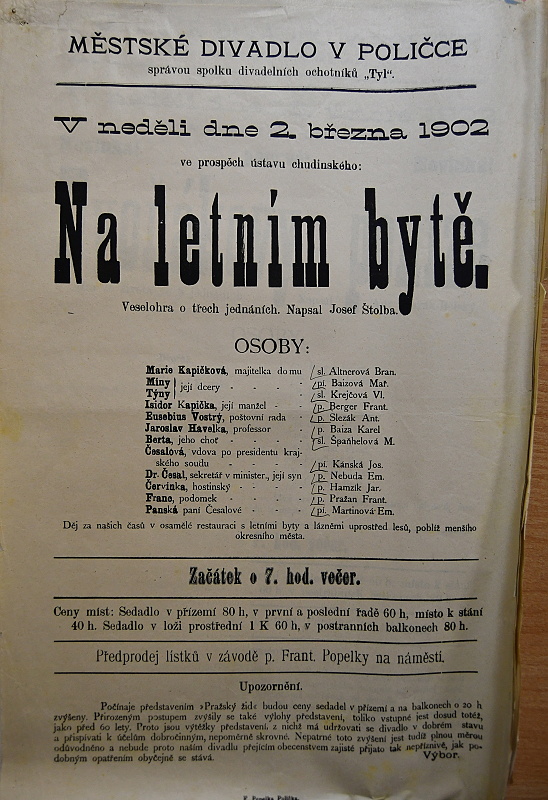 MĚSTSKÉ DIVADLO V POLIČCE
správou spolku divadelních ochotníků „Tyl“.
V neděli dne 2. března 1902
ve prospěch ústavu chudinského:
Na letním bytě.
Veselohra o třech jednáních. Napsal Josef Štolba.
OSOBY:
Marie Kapičková, majitelka domu sl. Altnerová Bran.
Miny } její dcery - - - - pí. Baizová Mař.
Týny sl. Krejčová Vl.
Isidor Kapička, její manžel - - p. Berger Frant.
Eusebius Vostrý, poštovní rada - p. Slezák Ant.
Jaroslav Havelka, professor - p. Baiza Karel
Berta, jeho choť - - - - sl. Španhelová M.
Česalová, vdova po presidentu kraj-
ského soudu - - - - pí. Kánská Jos.
Dr. Česal, sekretář v minister., její syn p. Nebuda Em.
Červinka, hostinský - - - - p. Hamzík Jar.
Franc, podomek - - - - p. Pražan Frant.
Panská paní Česalové - - - pí. Martinová Em.
Děj za našich časů v osamělé restauraci s letními byty a lázněmi uprostřed lesů, poblíž menšího
okresního města.
Začátek o 7. hod. večer.
Ceny míst: Sedadlo v přízemí 80 h, v první a poslední řadě 60 h, místo k stání
40 h. Sedadlo v loži prostřední 1 K 60 h, v postranních balkonech 80 h.
Předprodej lístků v závodě p. Frant. Popelky na náměstí.
Upozornění.
Počínaje představením »Pražský žid« budou ceny sedadel v přízemí a na balkonech o 20 h
zvýšeny. Přirozeným postupem zvýšily se také výlohy představení, toliko vstupné jest dosud totéž,
jako před 60 lety. Proto jsou výtěžky představení, z nichž má udržovati se divadlo v dobrém stavu
a přispívati k účelům dobročinným, nepoměrně skrovné. Nepatrné toto zvýšení jest tudíž plnou měrou
odůvodněno a nebude proto naším divadlu přejícím obecenstvem zajisté přijato tak nepříznivě, jak po-
dobným opatřením obyčejně se stává. Výbor.
F. Popelka Polička.